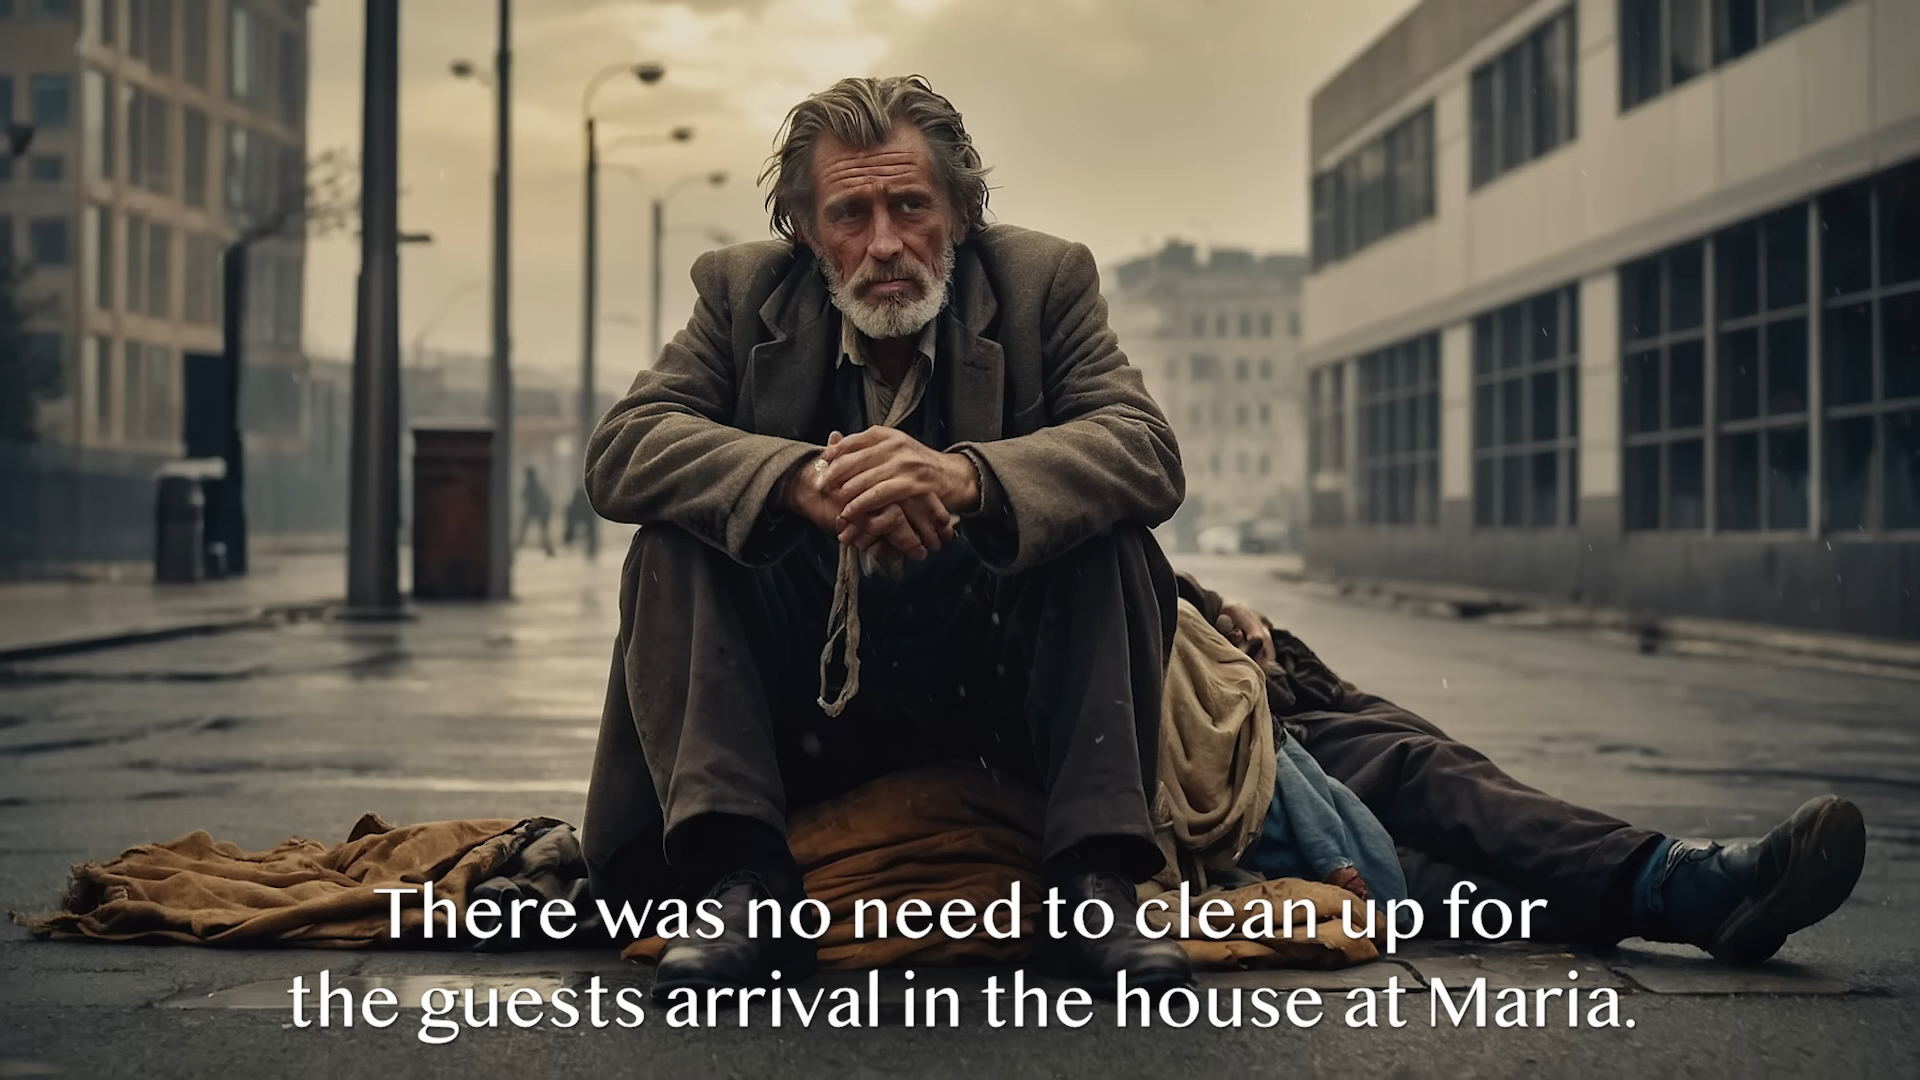 There was no need to clean up for
the guests arrival in the house at Maria.